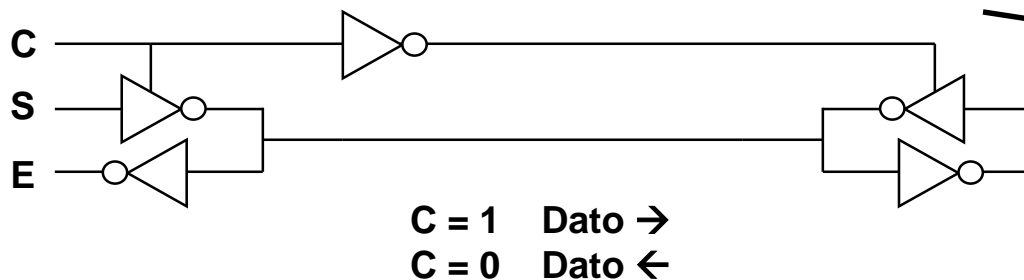 C
S
E
C = 1 Dato →
C = 0 Dato ←